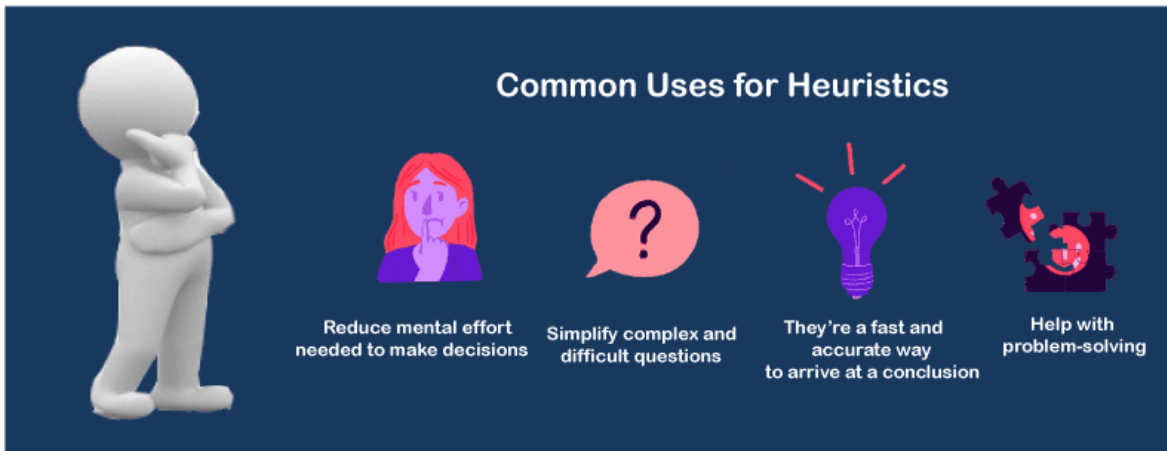 Common Uses for Heuristics
Reduce mental effort
needed to make decisions
Simplify complex and
difficult questions
?
They're a fast and
accurate way
to arrive at a conclusion
Help with
problem-solving